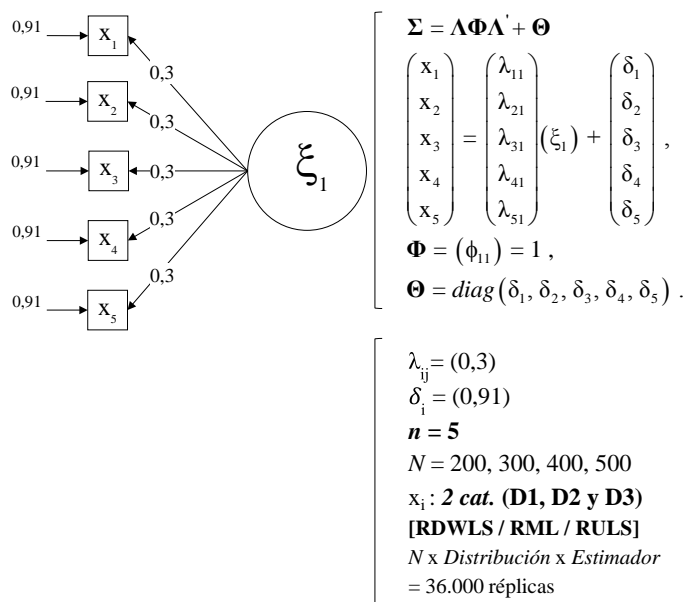 0,91
x₁
0,3
0,91
x₂
0,3
0,91
x₃
0,3
0,91
x₄
0,3
0,91
x₅
0,3
ξ₁
Σ = ΛΦΛ' + Θ
x₁ λ₁₁ δ₁
x₂ λ₂₁ δ₂
x₃ = λ₃₁ (ξ₁) + δ₃ ,
x₄ λ₄₁ δ₄
x₅ λ₅₁ δ₅
Φ = (ϕ₁₁) = 1 ,
Θ = diag(δ₁, δ₂, δ₃, δ₄, δ₅) .
λᵢⱼ= (0,3)
δᵢ = (0,91)
n = 5
N = 200, 300, 400, 500
xᵢ : 2 cat. (D1, D2 y D3)
[RDWLS / RML / RULS]
N x Distribución x Estimador
= 36.000 réplicas